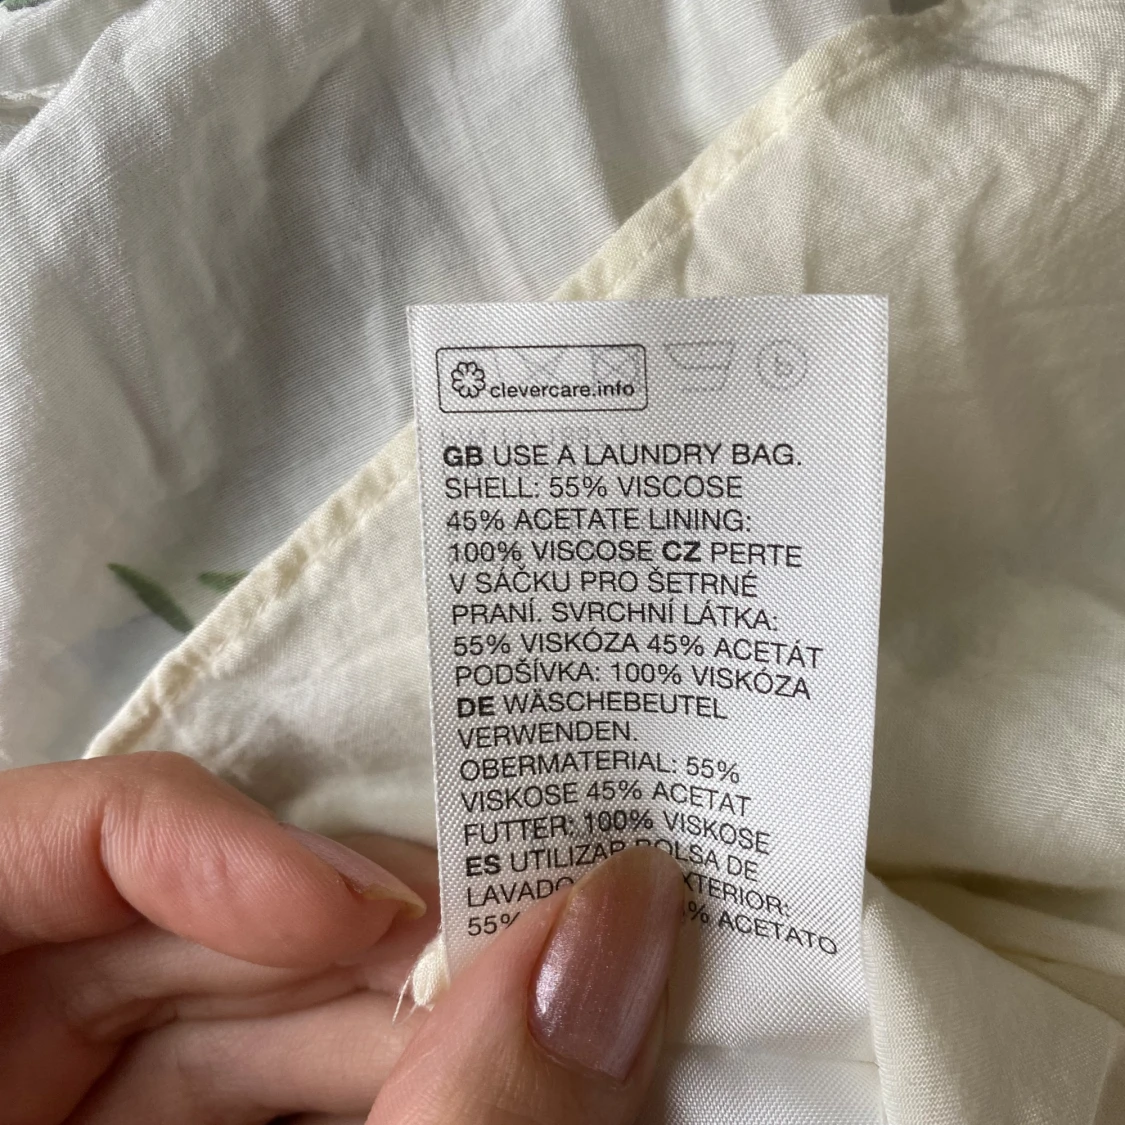 clevercare.info
GB USE A LAUNDRY BAG.
SHELL: 55% VISCOSE
45% ACETATE LINING:
100% VISCOSE CZ PERTE
V SÁČKU PRO ŠETRNÉ
PRANÍ. SVRCHNÍ LÁTKA:
55% VISKÓZA 45% ACETÁT
PODŠÍVKA: 100% VISKÓZA
DE WÄSCHEBEUTEL
VERWENDEN.
OBERMATERIAL: 55%
VISKOSE 45% ACETAT
FUTTER: 100% VISKOSE
ES UTILIZAR BOLSA DE
LAVADO
55% ACETATO